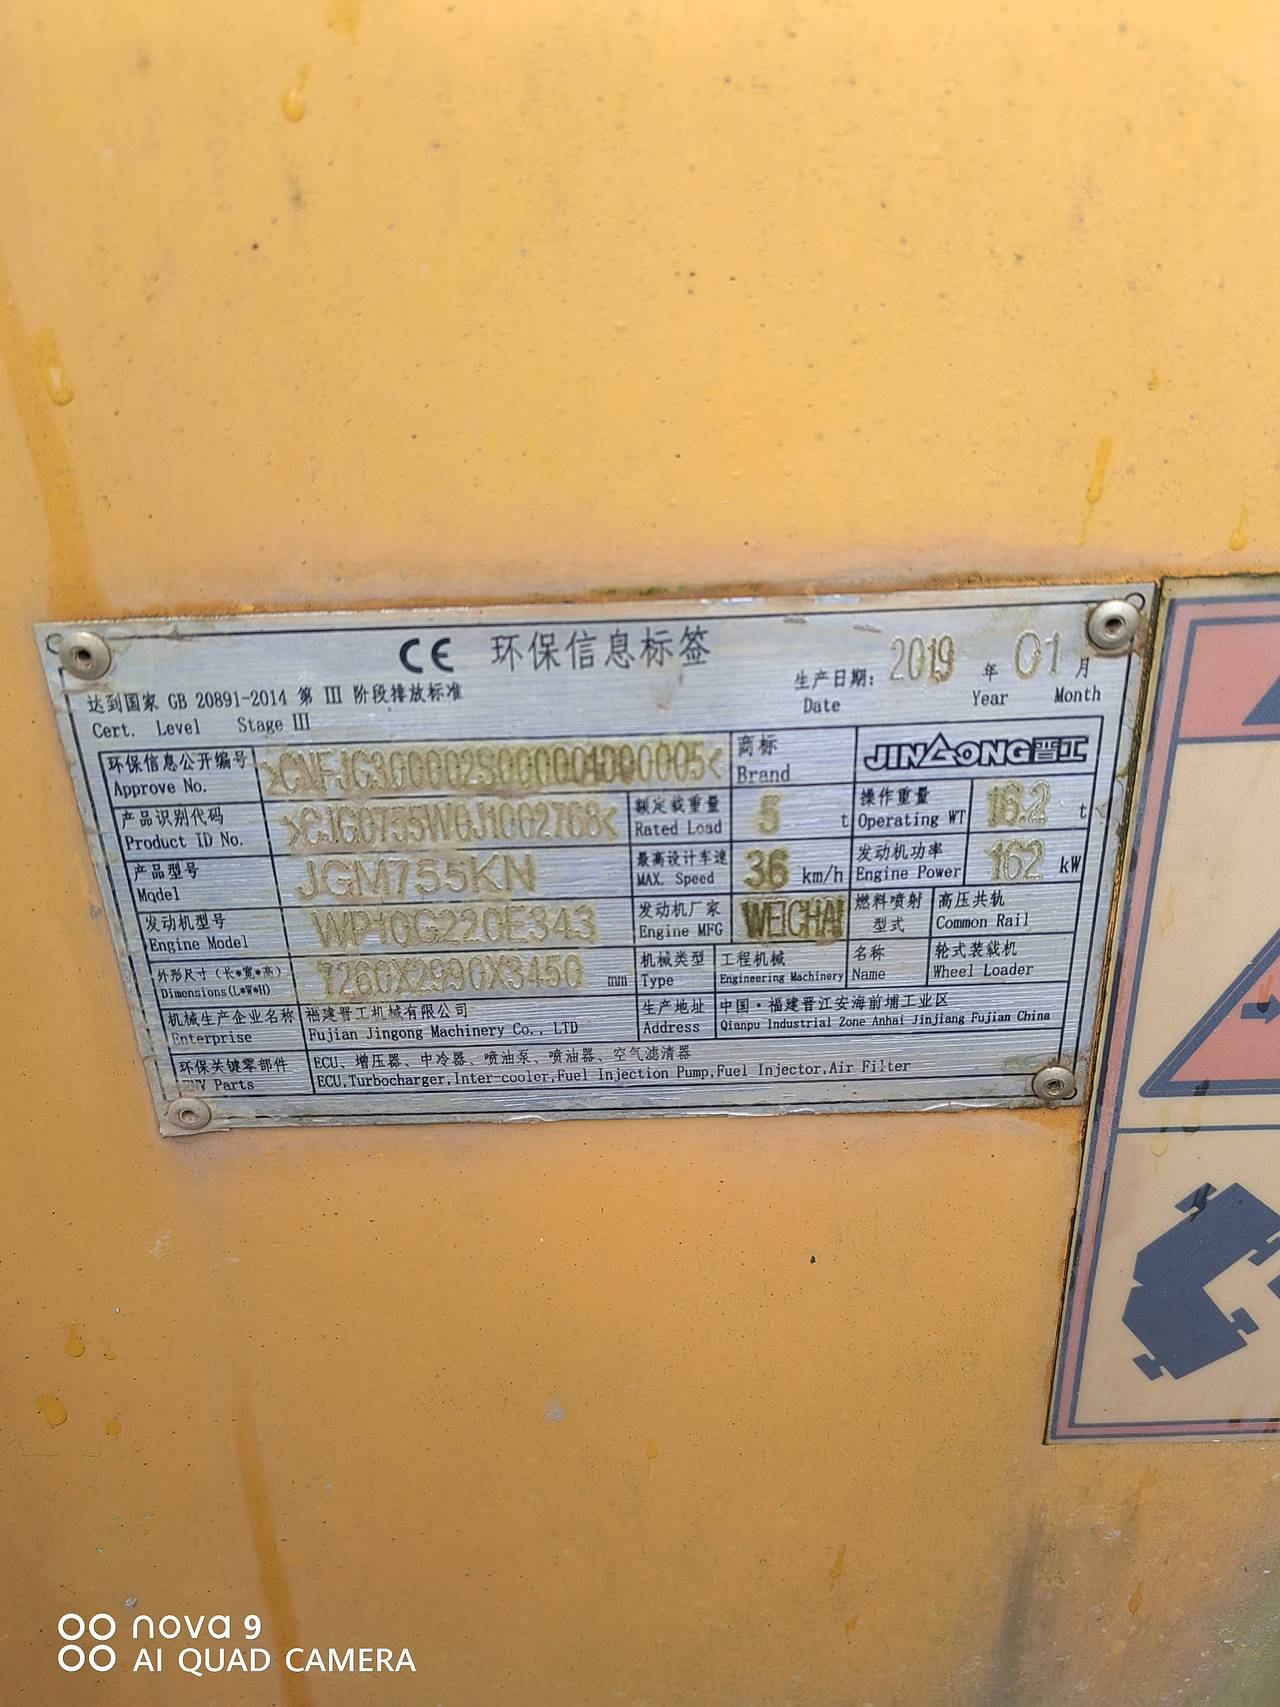 CE 环保信息标签
达到国家 GB 20891-2014 第 III 阶段排放标准
Cert. Level Stage III
生产日期: 2019 年 01 月
Date Year Month
环保信息公开编号
Approve No.
商标
Brand
JINGONG晋工
产品识别代码
Product ID No.
额定载重量
Rated Load
5 t
操作重量
Operating WT
16.2 t
产品型号
Model
JGM755KN
最高设计车速
MAX. Speed
36 km/h
发动机功率
Engine Power
162 kW
发动机型号
Engine Model
WP10G220E343
发动机厂家
Engine MFG
WEICHAI
燃料喷射
型式
高压共轨
Common Rail
外形尺寸(长*宽*高)
Dimensions(L*W*H)
7260X2990X3450 mm
机械类型
Type
工程机械
Engineering Machinery
名称
Name
轮式装载机
Wheel Loader
机械生产企业名称
Enterprise
福建晋工机械有限公司
Fujian Jingong Machinery Co., LTD
生产地址
Address
中国·福建晋江安海前埔工业区
Qianpu Industrial Zone Anhai Jinjiang Fujian China
环保关键零部件
ENV Parts
ECU、增压器、中冷器、喷油泵、喷油器、空气滤清器
ECU,Turbocharger,Inter-cooler,Fuel Injection Pump,Fuel Injector,Air Filter
nova 9
AI QUAD CAMERA